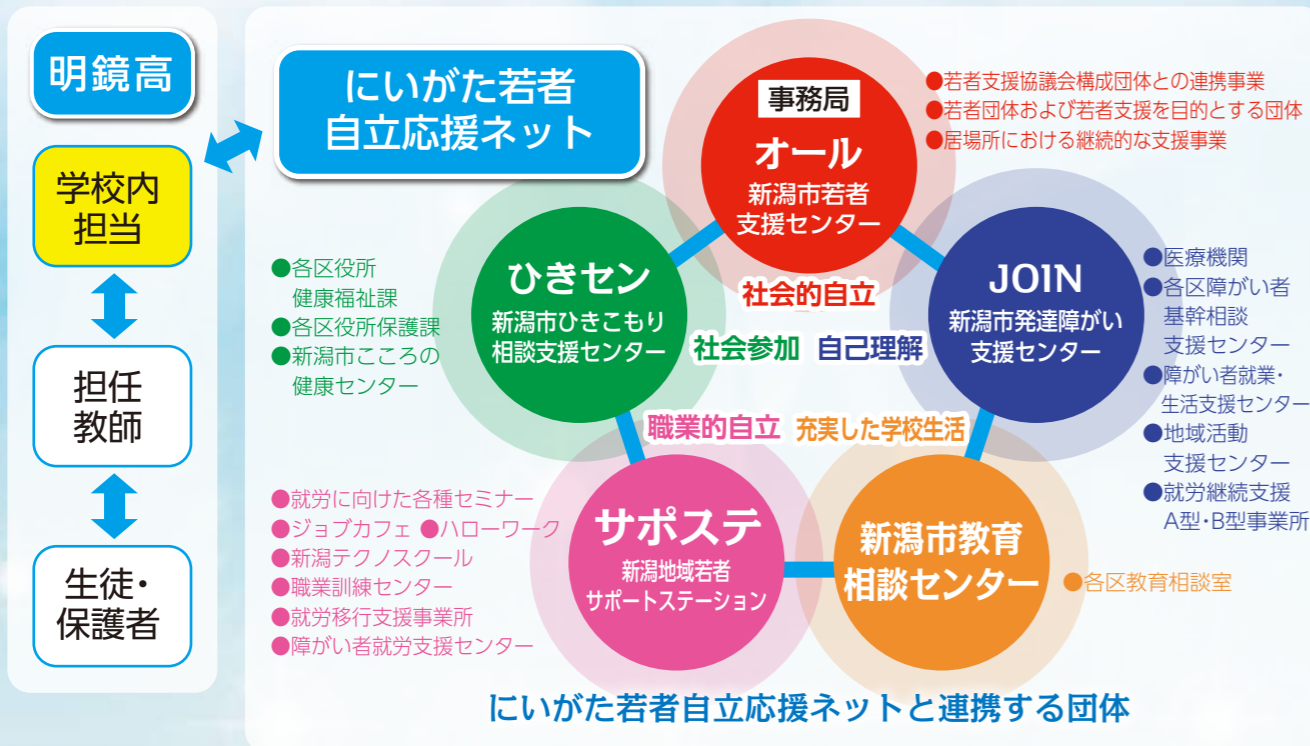 明鏡高
学校内
担当
担任
教師
生徒・
保護者
にいがた若者
自立応援ネット
事務局
オール
新潟市若者
支援センター
●若者支援協議会構成団体との連携事業
●若者団体および若者支援を目的とする団体
●居場所における継続的な支援事業
ひきセン
新潟市ひきこもり
相談支援センター
●各区役所
健康福祉課
●各区役所保護課
●新潟市こころの
健康センター
JOIN
新潟市発達障がい
支援センター
●医療機関
●各区障がい者
基幹相談
支援センター
●障がい者就業・
生活支援センター
●地域活動
支援センター
●就労継続支援
A型・B型事業所
社会的自立
社会参加 自己理解
職業的自立 充実した学校生活
サポステ
新潟地域若者
サポートステーション
●就労に向けた各種セミナー
●ジョブカフェ ●ハローワーク
●新潟テクノスクール
●職業訓練センター
●就労移行支援事業所
●障がい者就労支援センター
新潟市教育
相談センター
●各区教育相談室
にいがた若者自立応援ネットと連携する団体